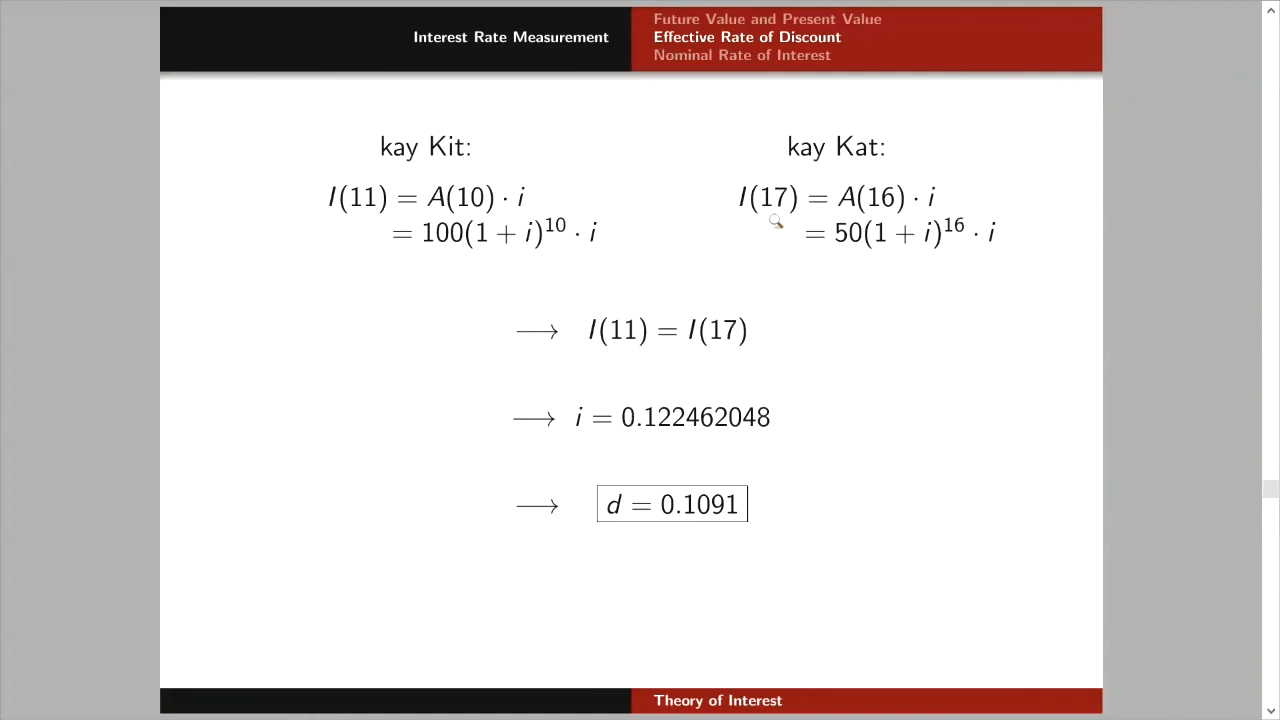 Interest Rate Measurement
Future Value and Present Value
Effective Rate of Discount
Nominal Rate of Interest
kay Kit:
I(11) = A(10) · i
= 100(1 + i)^10 · i
kay Kat:
I(17) = A(16) · i
= 50(1 + i)^16 · i
⟶ I(11) = I(17)
⟶ i = 0.122462048
⟶ d = 0.1091
Theory of Interest